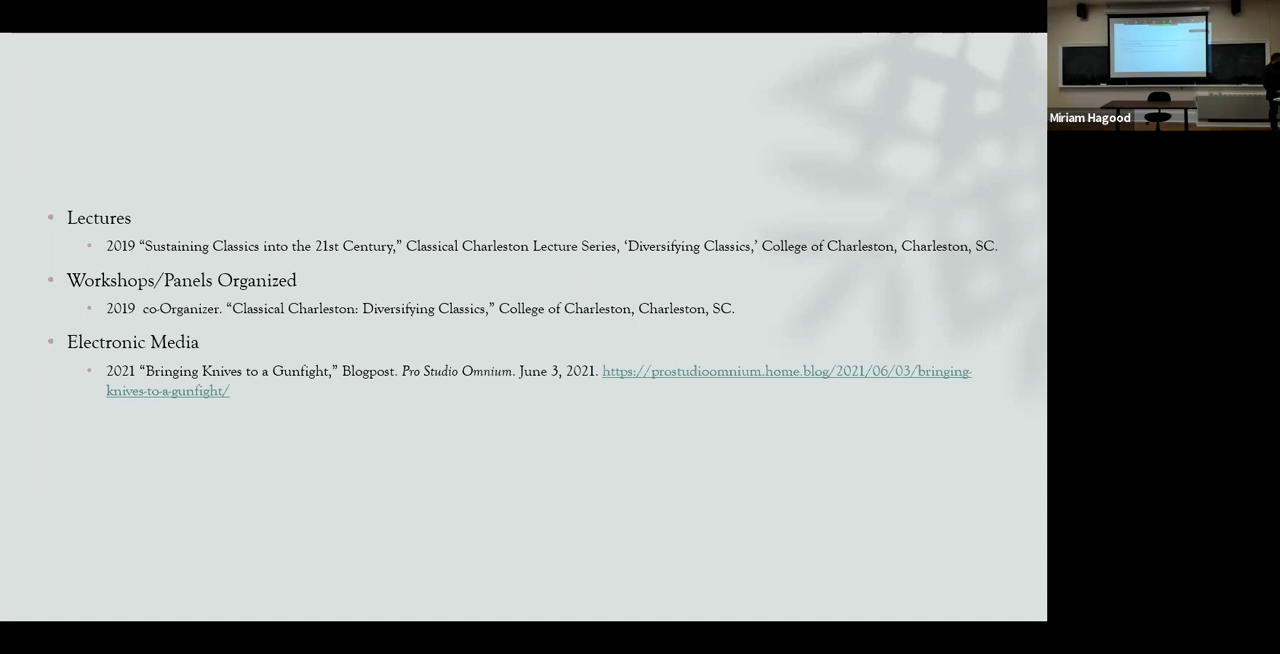 Lectures
2019 “Sustaining Classics into the 21st Century,” Classical Charleston Lecture Series, ‘Diversifying Classics,’ College of Charleston, Charleston, SC.
Workshops/Panels Organized
2019 co-Organizer. “Classical Charleston: Diversifying Classics,” College of Charleston, Charleston, SC.
Electronic Media
2021 “Bringing Knives to a Gunfight,” Blogpost. Pro Studio Omnium. June 3, 2021. https://prostudioomnium.home.blog/2021/06/03/bringing-
knives-to-a-gunfight/
Miriam Hagood